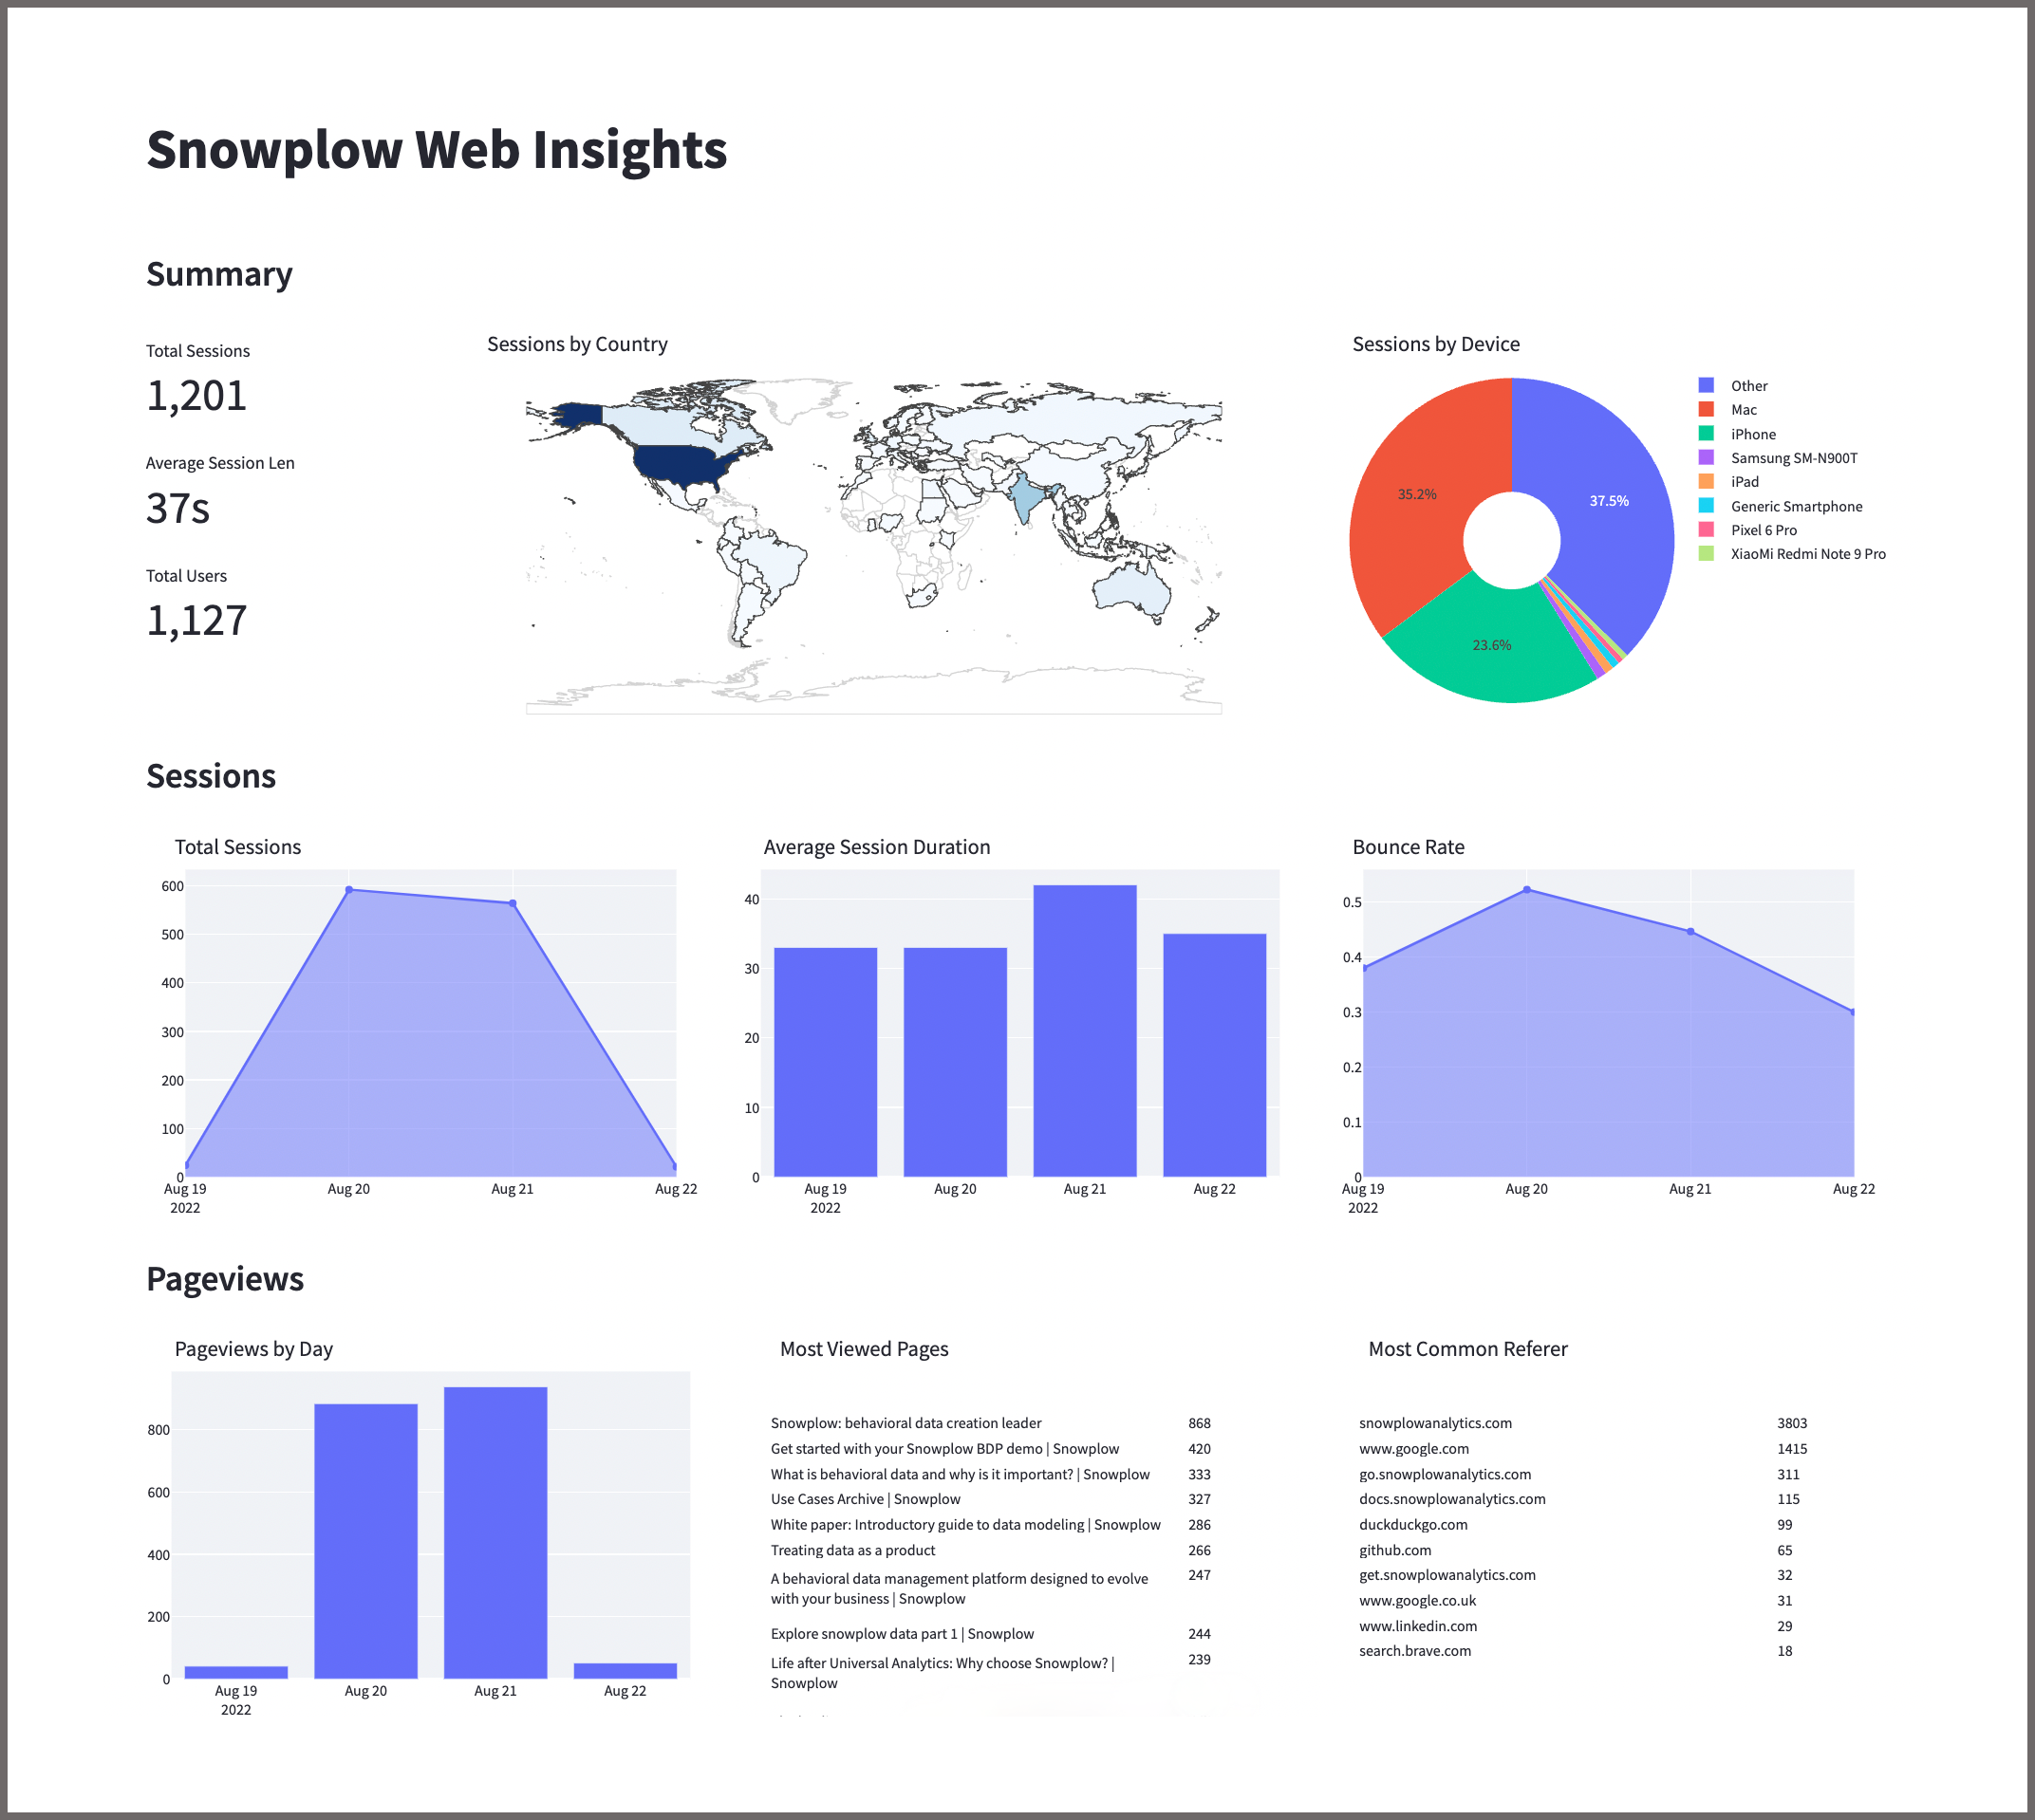 Snowplow Web Insights
Summary
Total Sessions
1,201
Average Session Len
37s
Total Users
1,127
Sessions by Country
Sessions by Device
35.2%
37.5%
23.6%
Other
Mac
iPhone
Samsung SM-N900T
iPad
Generic Smartphone
Pixel 6 Pro
XiaoMi Redmi Note 9 Pro
Sessions
Total Sessions
600
500
400
300
200
100
0
Aug 19
2022
Aug 20
Aug 21
Aug 22
Average Session Duration
40
30
20
10
0
Aug 19
2022
Aug 20
Aug 21
Aug 22
Bounce Rate
0.5
0.4
0.3
0.2
0.1
0
Aug 19
2022
Aug 20
Aug 21
Aug 22
Pageviews
Pageviews by Day
800
600
400
200
0
Aug 19
2022
Aug 20
Aug 21
Aug 22
Most Viewed Pages
Snowplow: behavioral data creation leader 868
Get started with your Snowplow BDP demo | Snowplow 420
What is behavioral data and why is it important? | Snowplow 333
Use Cases Archive | Snowplow 327
White paper: Introductory guide to data modeling | Snowplow 286
Treating data as a product 266
A behavioral data management platform designed to evolve 247
with your business | Snowplow
Explore snowplow data part 1 | Snowplow 244
Life after Universal Analytics: Why choose Snowplow? | 239
Snowplow
Most Common Referer
snowplowanalytics.com 3803
www.google.com 1415
go.snowplowanalytics.com 311
docs.snowplowanalytics.com 115
duckduckgo.com 99
github.com 65
get.snowplowanalytics.com 32
www.google.co.uk 31
www.linkedin.com 29
search.brave.com 18